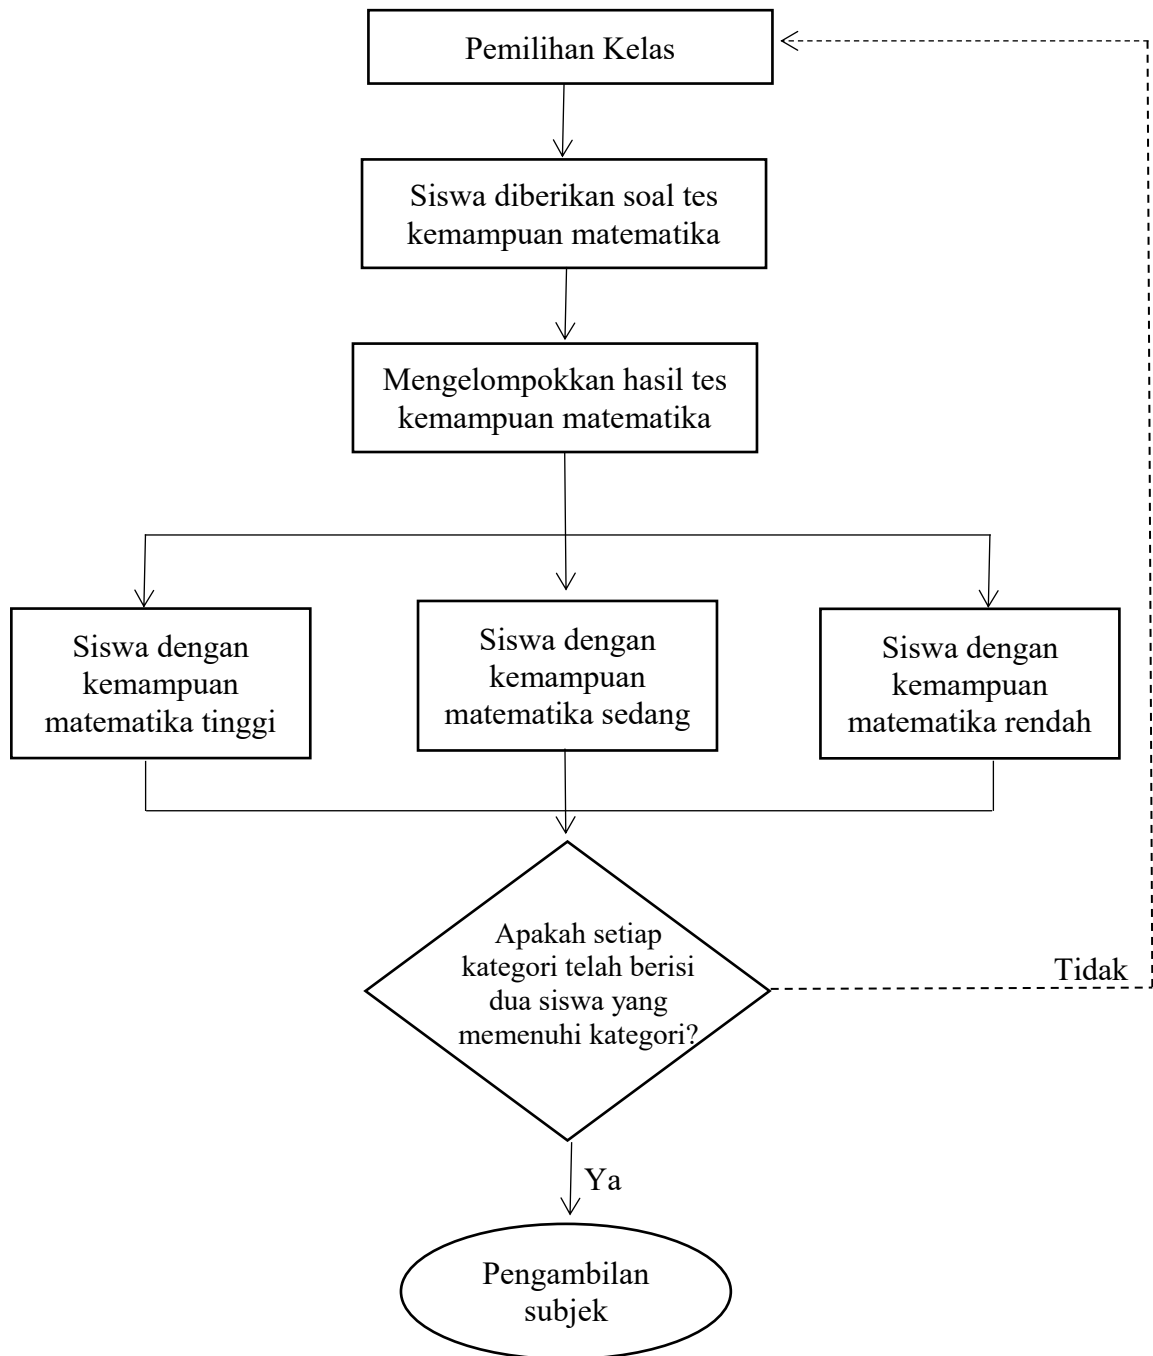 Pemilihan Kelas
Siswa diberikan soal tes
kemampuan matematika
Mengelompokkan hasil tes
kemampuan matematika
Siswa dengan
kemampuan
matematika tinggi
Siswa dengan
kemampuan
matematika sedang
Siswa dengan
kemampuan
matematika rendah
Apakah setiap
kategori telah berisi
dua siswa yang
memenuhi kategori?
Tidak
Ya
Pengambilan
subjek